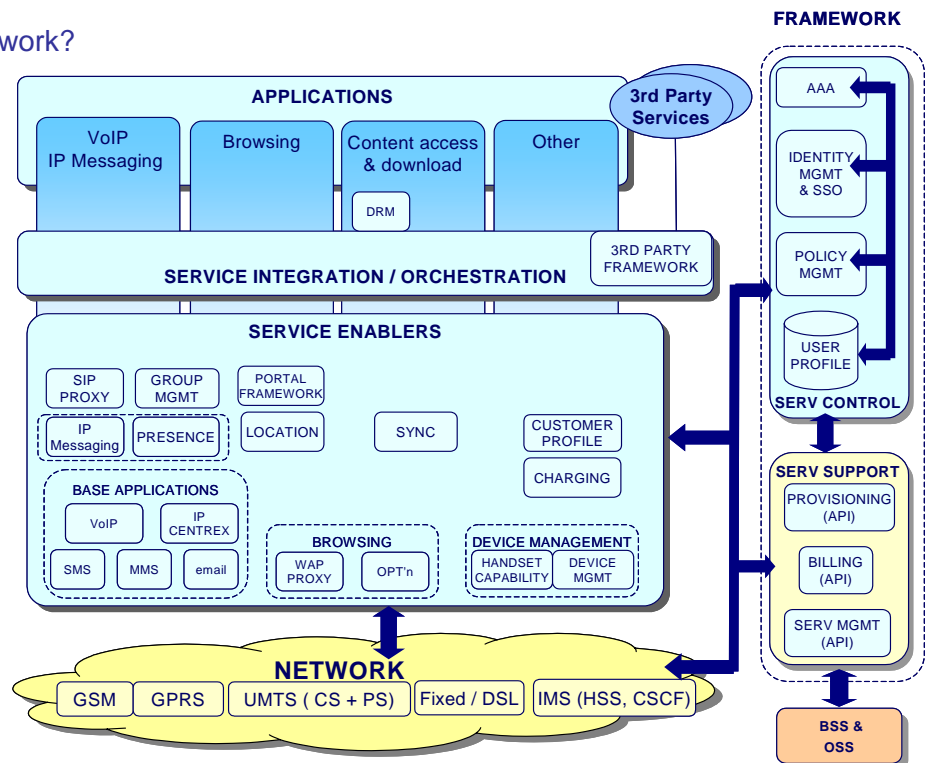 work?
FRAMEWORK
APPLICATIONS
3rd Party
Services
VoIP
IP Messaging
Browsing
Content access
& download
Other
DRM
3RD PARTY
FRAMEWORK
SERVICE INTEGRATION / ORCHESTRATION
SERVICE ENABLERS
SIP
PROXY
GROUP
MGMT
PORTAL
FRAMEWORK
IP
Messaging
PRESENCE
LOCATION
SYNC
CUSTOMER
PROFILE
CHARGING
BASE APPLICATIONS
VoIP
IP
CENTREX
SMS
MMS
email
BROWSING
WAP
PROXY
OPT'n
DEVICE MANAGEMENT
HANDSET
CAPABILITY
DEVICE
MGMT
NETWORK
GSM
GPRS
UMTS ( CS + PS)
Fixed / DSL
IMS (HSS, CSCF)
AAA
IDENTITY
MGMT
& SSO
POLICY
MGMT
USER
PROFILE
SERV CONTROL
SERV SUPPORT
PROVISIONING
(API)
BILLING
(API)
SERV MGMT
(API)
BSS &
OSS